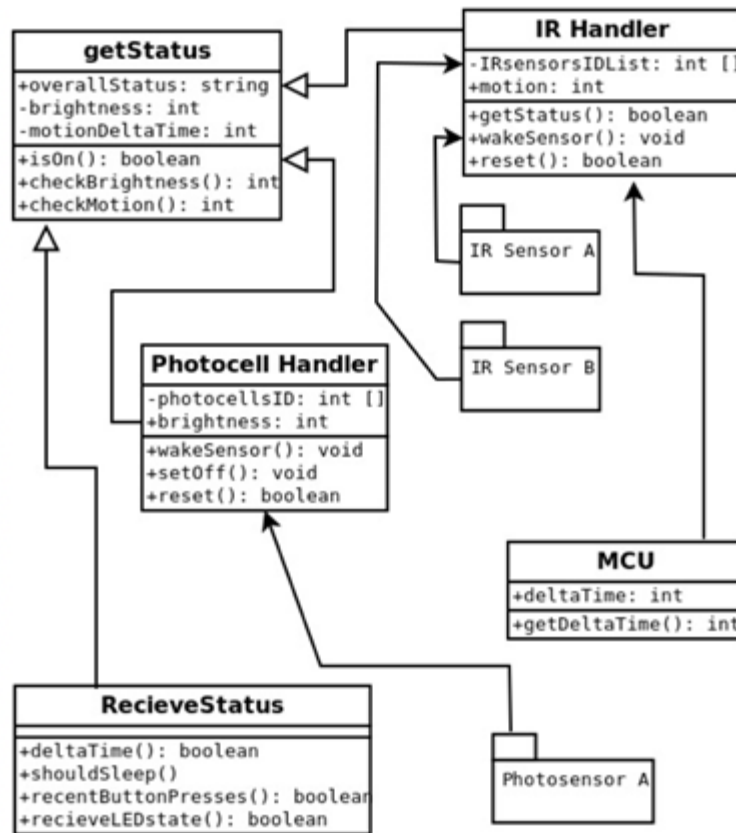 getStatus
+overallStatus: string
-brightness: int
-motionDeltaTime: int
+isOn(): boolean
+checkBrightness(): int
+checkMotion(): int
IR Handler
-IRsensorsIDList: int []
+motion: int
+getStatus(): boolean
+wakeSensor(): void
+reset(): boolean
IR Sensor A
IR Sensor B
Photocell Handler
-photocellsID: int []
+brightness: int
+wakeSensor(): void
+setOff(): void
+reset(): boolean
MCU
+deltaTime: int
+getDeltaTime(): int
RecieveStatus
+deltaTime(): boolean
+shouldSleep()
+recentButtonPresses(): boolean
+recieveLEDstate(): boolean
Photosensor A